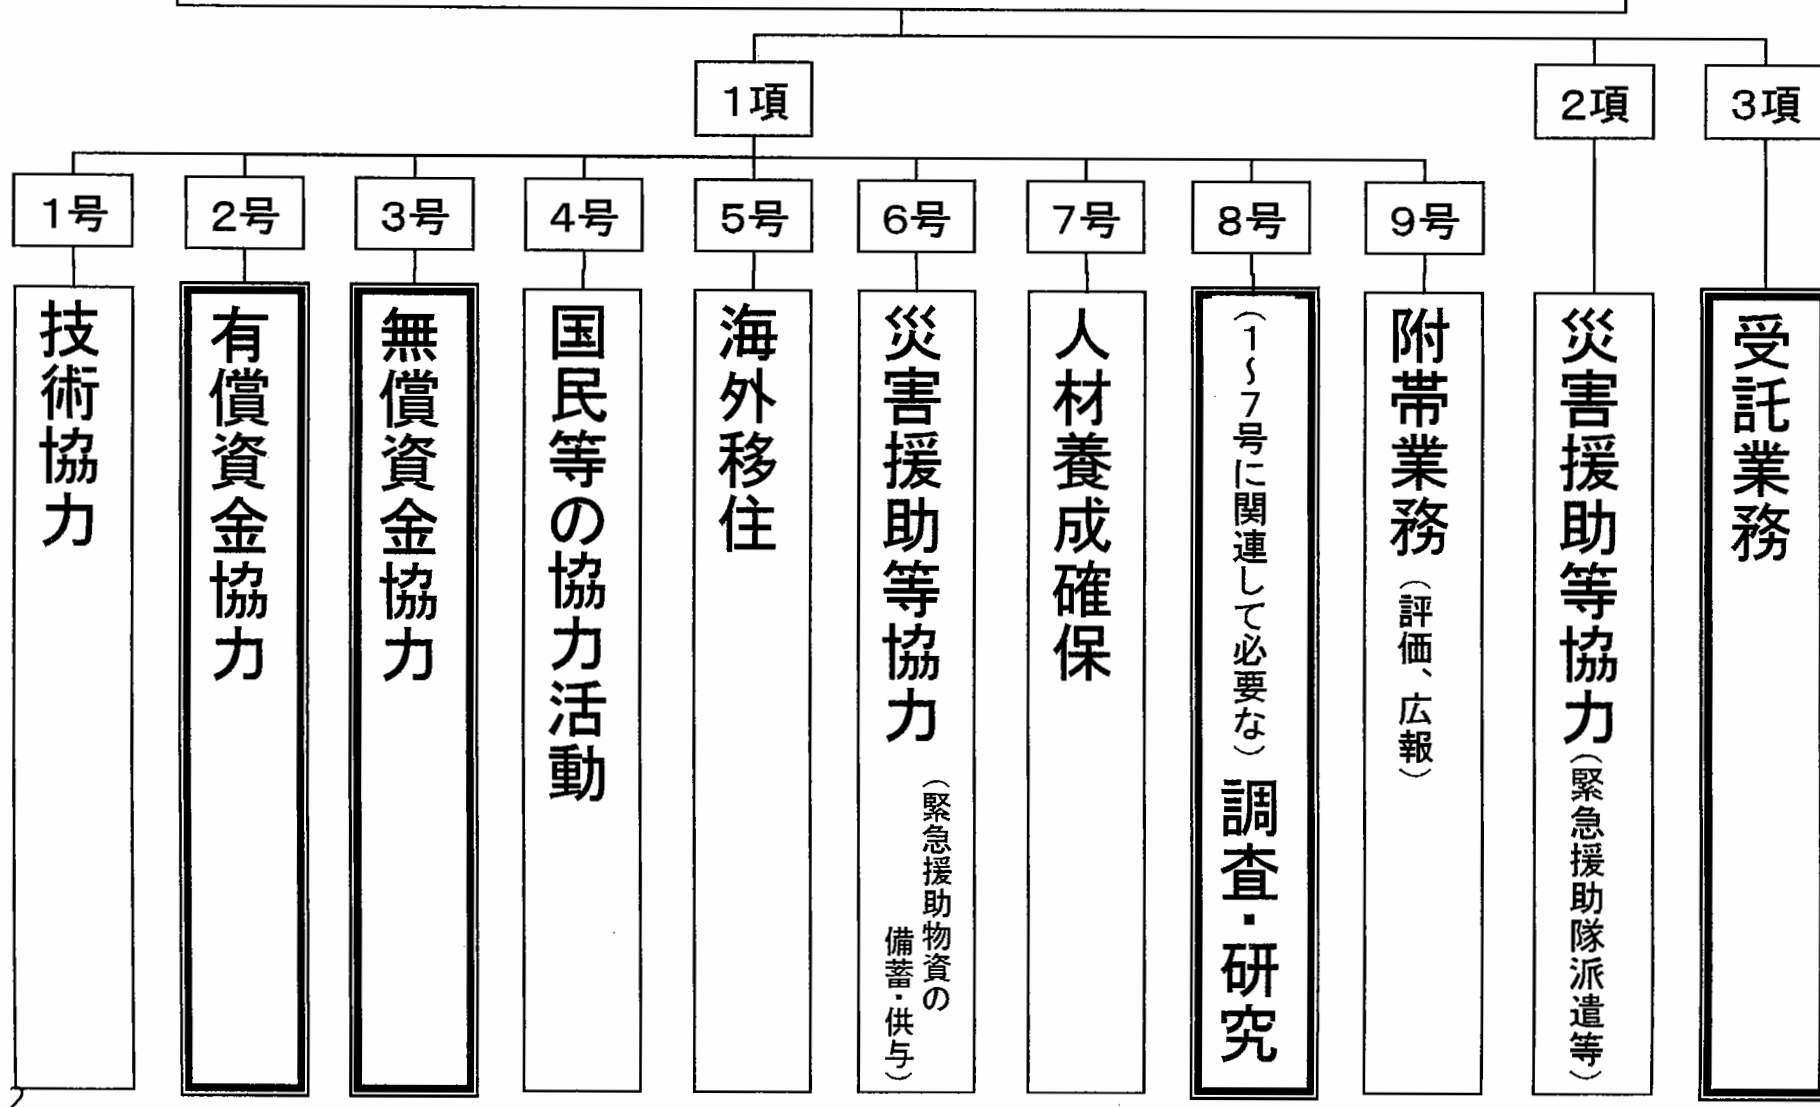 1項
2項
3項
1号
2号
3号
4号
5号
6号
7号
8号
9号
技術協力
有償資金協力
無償資金協力
国民等の協力活動
海外移住
災害援助等協力
（緊急援助物資の
備蓄・供与）
人材養成確保
（1～7号に関連して必要な）調査・研究
附帯業務（評価、広報）
災害援助等協力（緊急援助隊派遣等）
受託業務